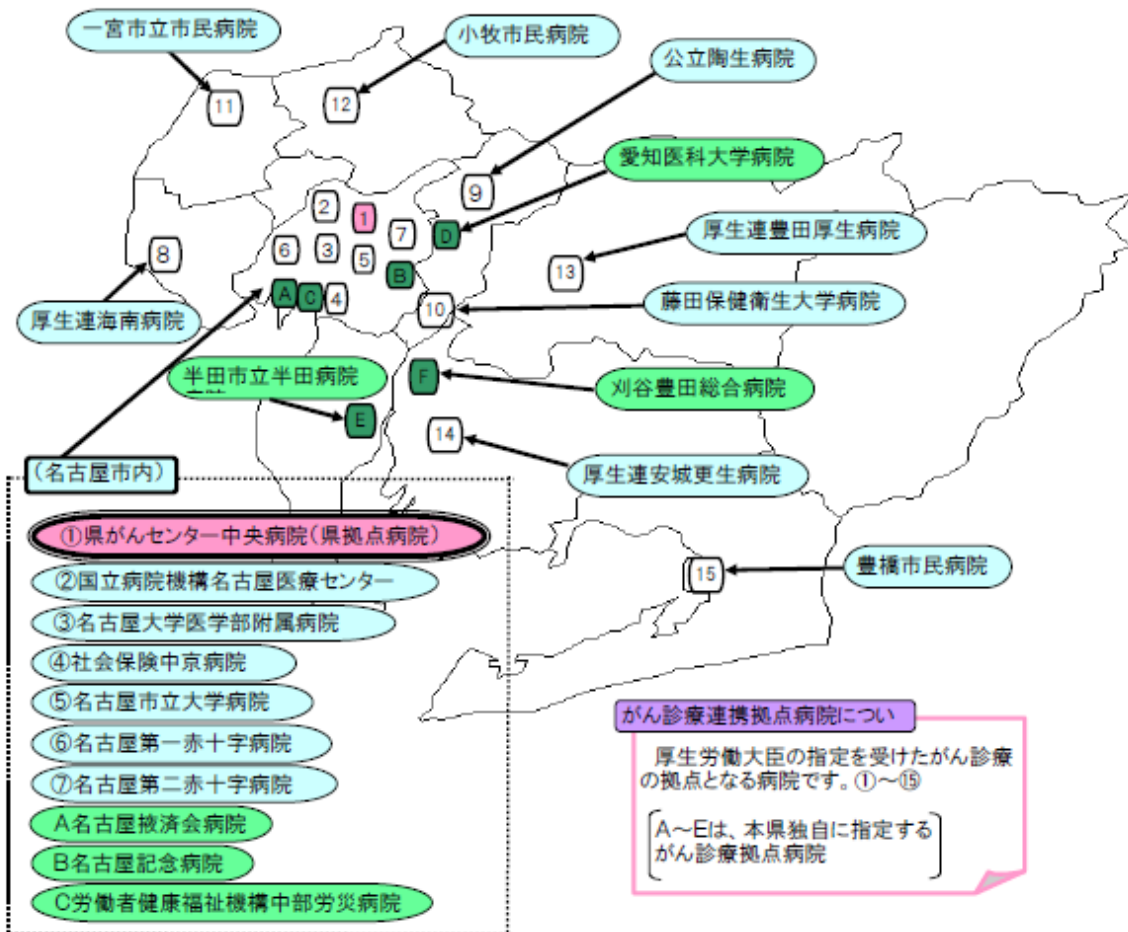 一宮市立市民病院
小牧市民病院
公立陶生病院
愛知医科大学病院
厚生連豊田厚生病院
藤田保健衛生大学病院
厚生連海南病院
半田市立半田病院
刈谷豊田総合病院
厚生連安城更生病院
豊橋市民病院
11
12
9
2
1
7
D
6
3
5
B
8
13
A
C
4
10
F
E
14
15
(名古屋市内)
①県がんセンター中央病院(県拠点病院)
②国立病院機構名古屋医療センター
③名古屋大学医学部附属病院
④社会保険中京病院
⑤名古屋市立大学病院
⑥名古屋第一赤十字病院
⑦名古屋第二赤十字病院
A名古屋掖済会病院
B名古屋記念病院
C労働者健康福祉機構中部労災病院
がん診療連携拠点病院につい
厚生労働大臣の指定を受けたがん診療
の拠点となる病院です。①～⑮
A～Eは、本県独自に指定する
がん診療拠点病院